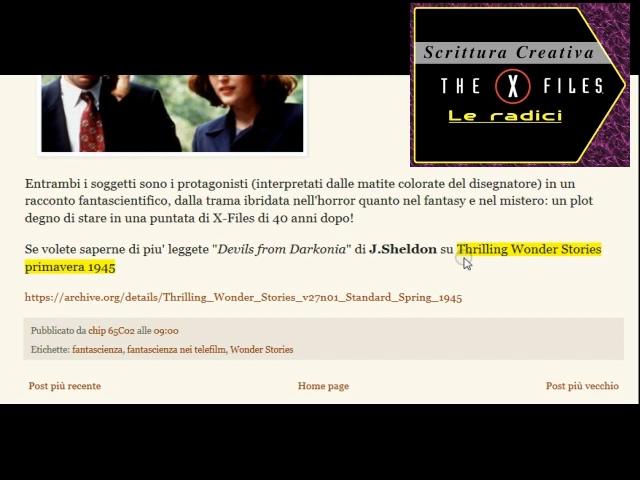 Scrittura Creativa
THE X FILES
Le radici
Entrambi i soggetti sono i protagonisti (interpretati dalle matite colorate del disegnatore) in un
racconto fantascientifico, dalla trama ibridata nell'horror quanto nel fantasy e nel mistero: un plot
degno di stare in una puntata di X-Files di 40 anni dopo!
Se volete saperne di piu' leggete "Devils from Darkonia" di J.Sheldon su Thrilling Wonder Stories
primavera 1945
https://archive.org/details/Thrilling_Wonder_Stories_v27n01_Standard_Spring_1945
Pubblicato da chip 65C02 alle 09:00
Etichette: fantascienza, fantascienza nei telefilm, Wonder Stories
Post più recente Home page Post più vecchio